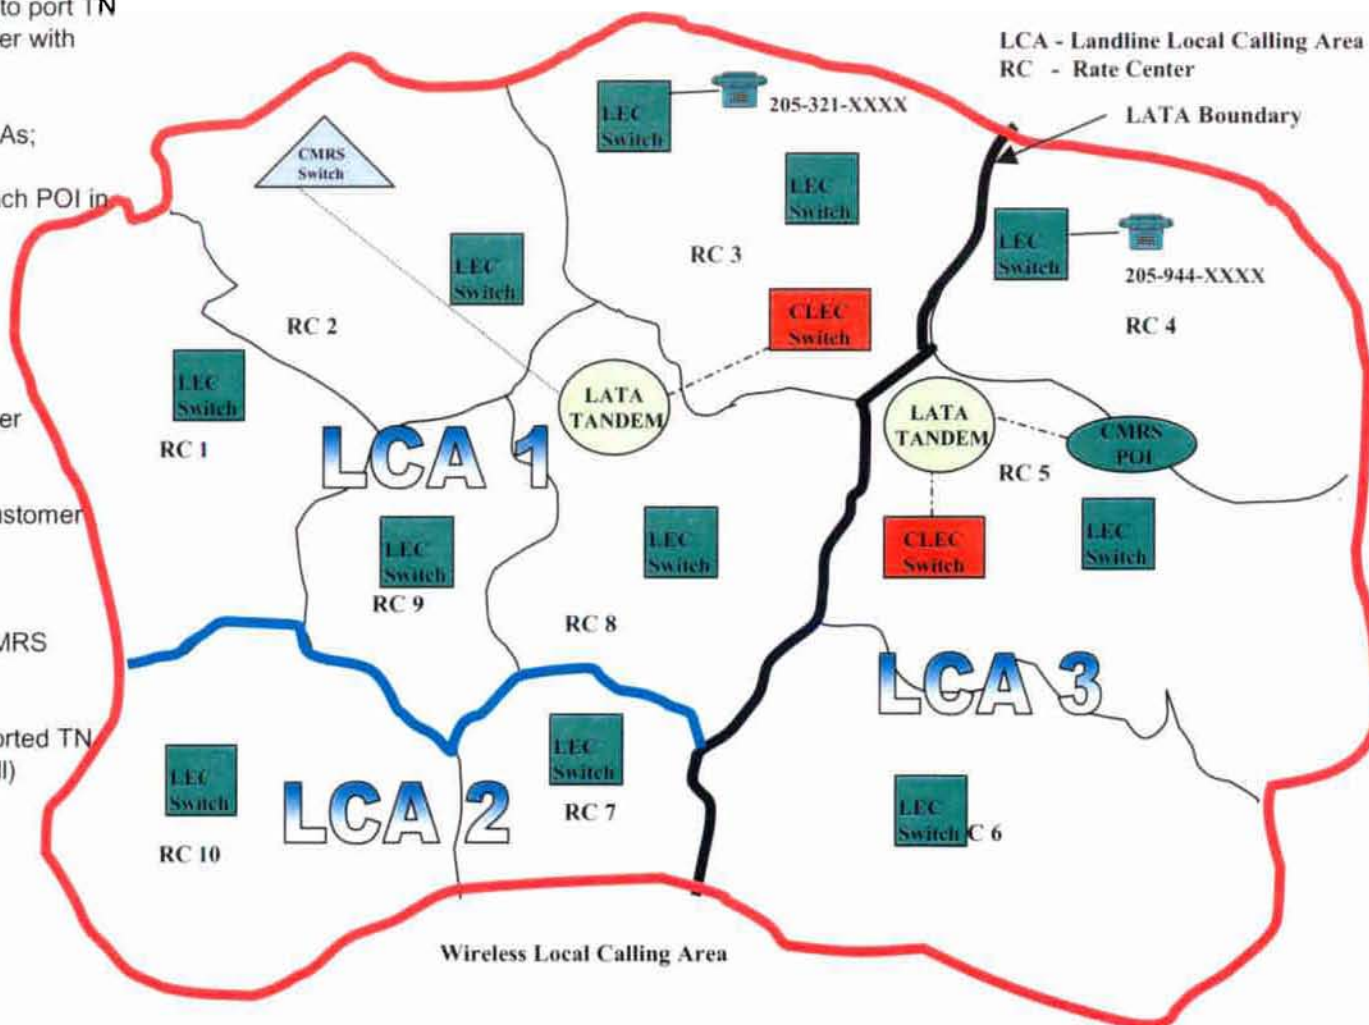 to port TN
er with
As;
ch POI in
er
ustomer
MRS
orted TN
ll)
LCA - Landline Local Calling Area
RC - Rate Center
LATA Boundary
LEC
Switch
205-321-XXXX
CMRS
Switch
LEC
Switch
LEC
Switch
205-944-XXXX
RC 3
LEC
Switch
RC 2
CLEC
Switch
RC 4
LEC
Switch
RC 1
LATA
TANDEM
LATA
TANDEM
CMRS
POI
RC 5
LCA 1
LEC
Switch
RC 9
LEC
Switch
RC 8
CLEC
Switch
LEC
Switch
LCA 3
LEC
Switch
RC 10
LCA 2
LEC
Switch
RC 7
LEC
Switch C 6
Wireless Local Calling Area